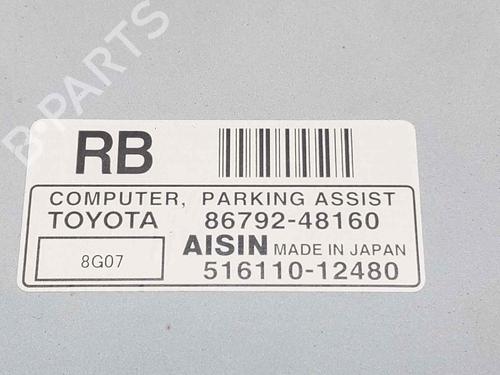 B-PARTS
RB
COMPUTER, PARKING ASSIST
TOYOTA 86792-48160
8G07 AISIN MADE IN JAPAN
516110-12480